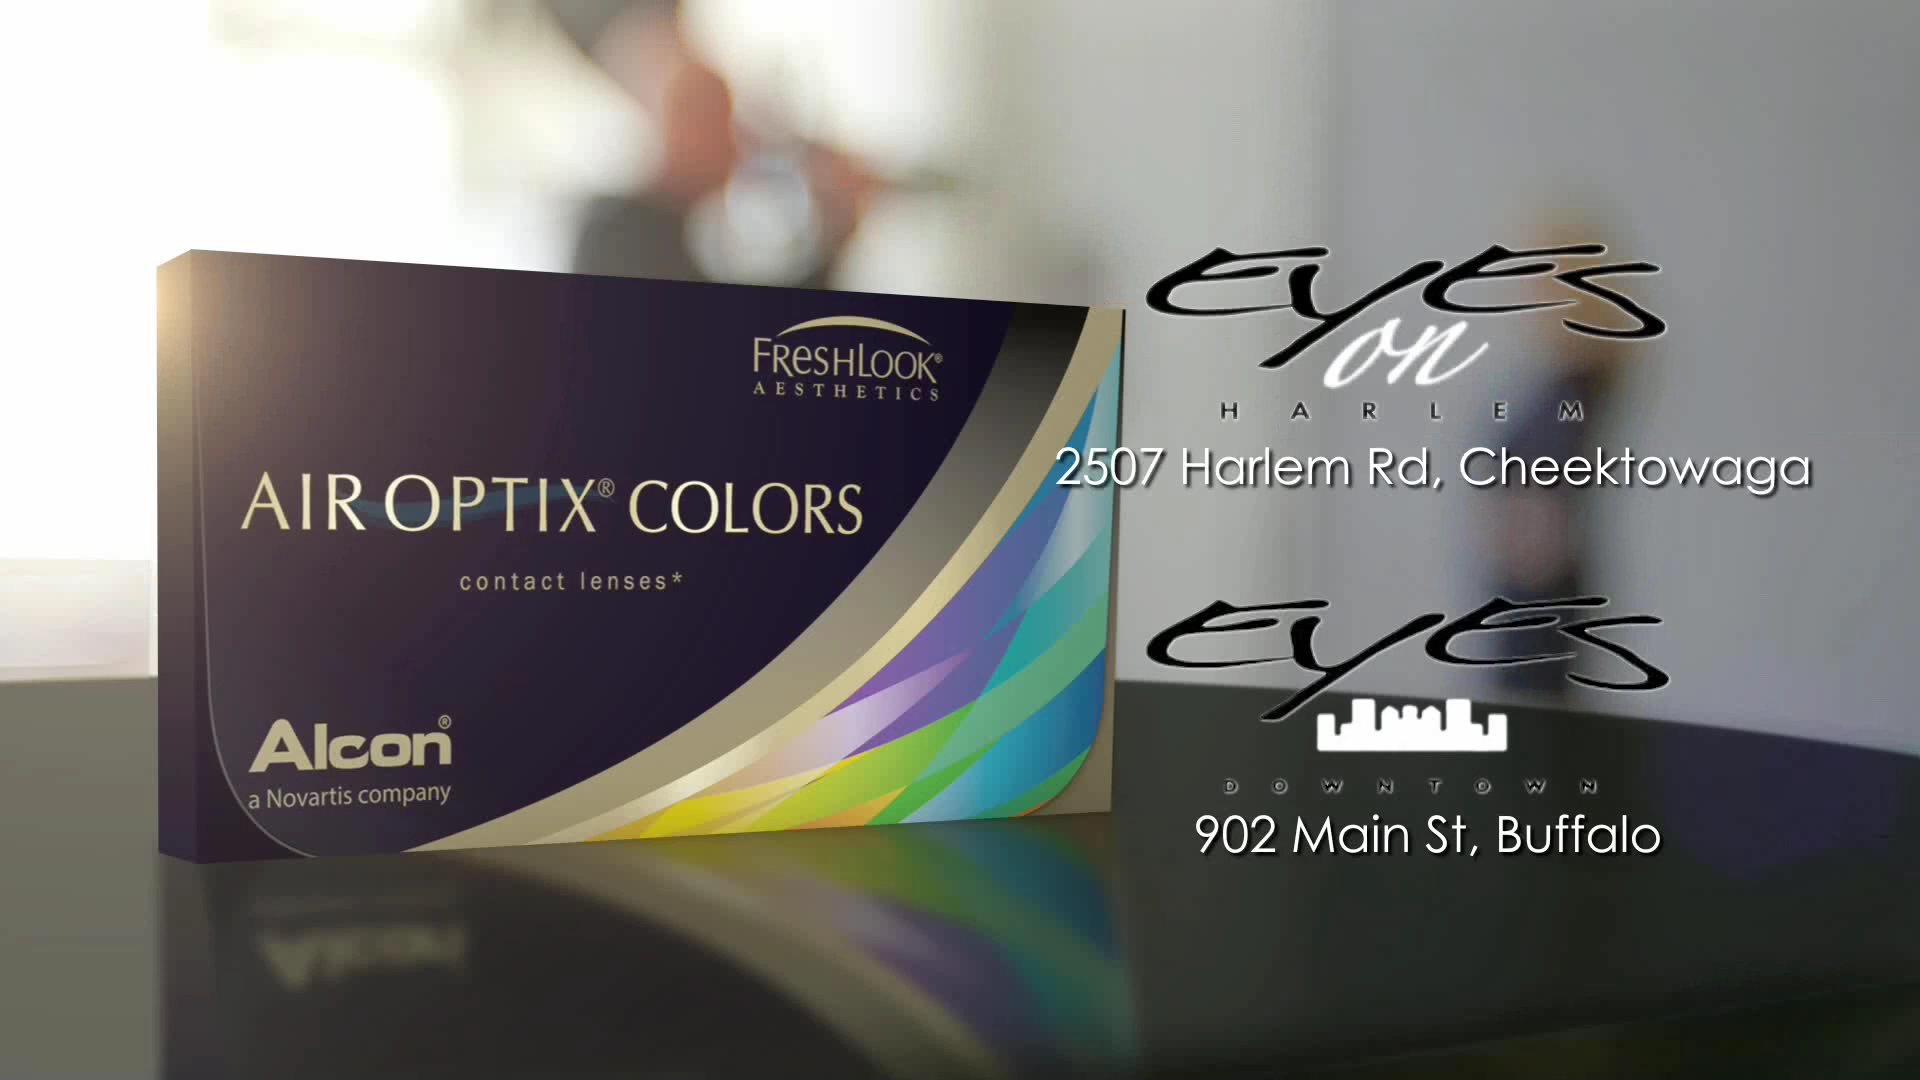 FRESHLOOK®
AESTHETICS
AIR OPTIX® COLORS
contact lenses*
Alcon®
a Novartis company
EYES
on
HARLEM
2507 Harlem Rd, Cheektowaga
EYES
DOWNTOWN
902 Main St, Buffalo